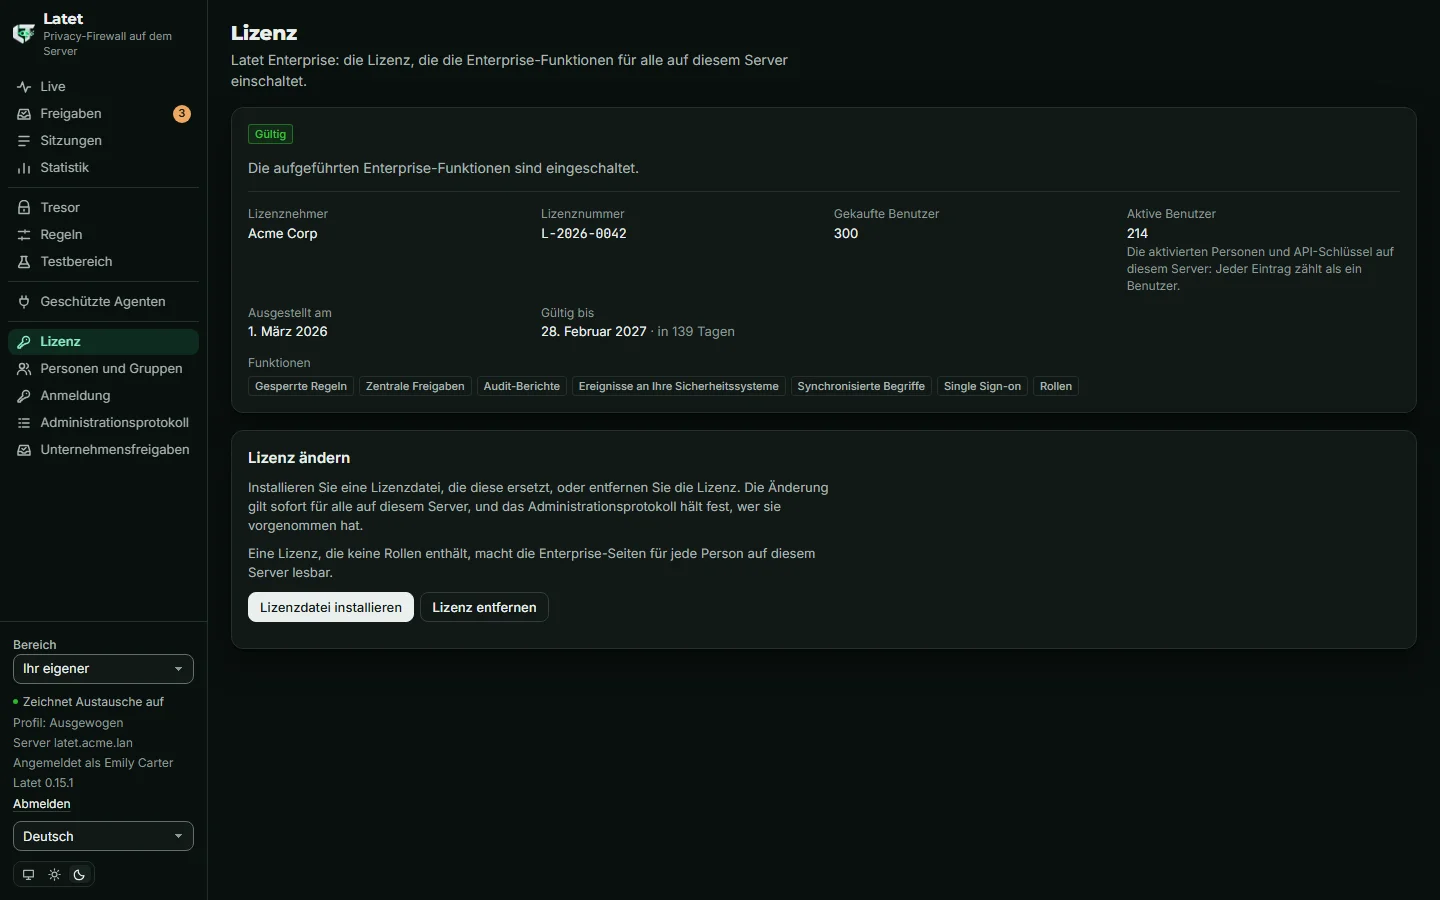 Latet
Privacy-Firewall auf dem
Server
Live
Freigaben
3
Sitzungen
Statistik
Tresor
Regeln
Testbereich
Geschützte Agenten
Lizenz
Personen und Gruppen
Anmeldung
Administrationsprotokoll
Unternehmensfreigaben
Bereich
Ihr eigener
Zeichnet Austausche auf
Profil: Ausgewogen
Server latet.acme.lan
Angemeldet als Emily Carter
Latet 0.15.1
Abmelden
Deutsch
Lizenz
Latet Enterprise: die Lizenz, die die Enterprise-Funktionen für alle auf diesem Server
einschaltet.
Gültig
Die aufgeführten Enterprise-Funktionen sind eingeschaltet.
Lizenznehmer
Acme Corp
Lizenznummer
L-2026-0042
Gekaufte Benutzer
300
Aktive Benutzer
214
Die aktivierten Personen und API-Schlüssel auf
diesem Server: Jeder Eintrag zählt als ein
Benutzer.
Ausgestellt am
1. März 2026
Gültig bis
28. Februar 2027 · in 139 Tagen
Funktionen
Gesperrte Regeln
Zentrale Freigaben
Audit-Berichte
Ereignisse an Ihre Sicherheitssysteme
Synchronisierte Begriffe
Single Sign-on
Rollen
Lizenz ändern
Installieren Sie eine Lizenzdatei, die diese ersetzt, oder entfernen Sie die Lizenz. Die Änderung
gilt sofort für alle auf diesem Server, und das Administrationsprotokoll hält fest, wer sie
vorgenommen hat.
Eine Lizenz, die keine Rollen enthält, macht die Enterprise-Seiten für jede Person auf diesem
Server lesbar.
Lizenzdatei installieren
Lizenz entfernen